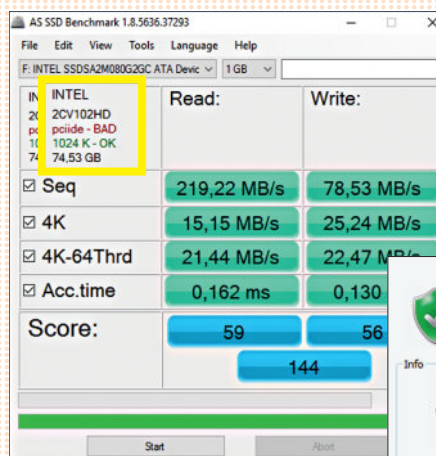 AS SSD Benchmark 1.8.5636.37293
File Edit View Tools Language Help
F: INTEL SSDSA2M080G2GC ATA Devic 1 GB
INTEL
2CV102HD
pciide - BAD
1024 K - OK
74,53 GB
Read: Write:
Seq 219,22 MB/s 78,53 MB/s
4K 15,15 MB/s 25,24 MB/s
4K-64Thrd 21,44 MB/s 22,47
Acc.time 0,162 ms 0,130
Score: 59 56
144
Info
Start Abort